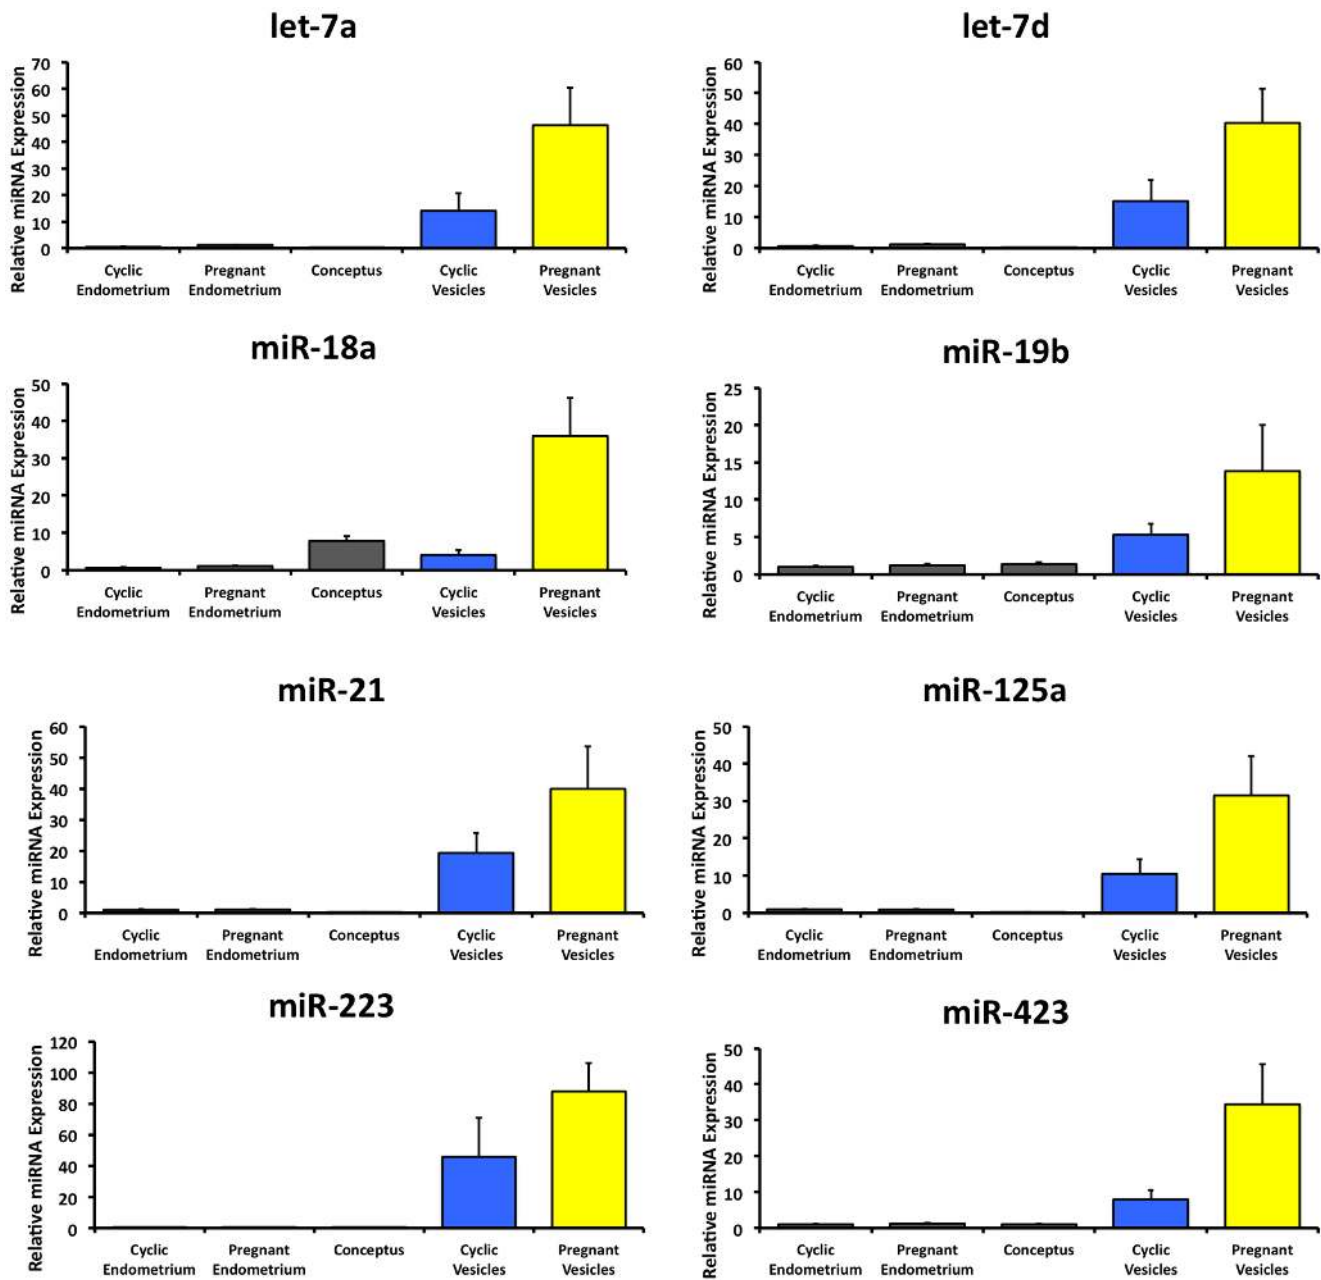 let-7a
Relative miRNA Expression
70
60
50
40
30
20
10
0
Cyclic Endometrium
Pregnant Endometrium
Conceptus
Cyclic Vesicles
Pregnant Vesicles
let-7d
Relative miRNA Expression
60
50
40
30
20
10
0
Cyclic Endometrium
Pregnant Endometrium
Conceptus
Cyclic Vesicles
Pregnant Vesicles
miR-18a
Relative miRNA Expression
50
40
30
20
10
0
Cyclic Endometrium
Pregnant Endometrium
Conceptus
Cyclic Vesicles
Pregnant Vesicles
miR-19b
Relative miRNA Expression
25
20
15
10
5
0
Cyclic Endometrium
Pregnant Endometrium
Conceptus
Cyclic Vesicles
Pregnant Vesicles
miR-21
Relative miRNA Expression
60
50
40
30
20
10
0
Cyclic Endometrium
Pregnant Endometrium
Conceptus
Cyclic Vesicles
Pregnant Vesicles
miR-125a
Relative miRNA Expression
50
40
30
20
10
0
Cyclic Endometrium
Pregnant Endometrium
Conceptus
Cyclic Vesicles
Pregnant Vesicles
miR-223
Relative miRNA Expression
120
100
80
60
40
20
0
Cyclic Endometrium
Pregnant Endometrium
Conceptus
Cyclic Vesicles
Pregnant Vesicles
miR-423
Relative miRNA Expression
50
40
30
20
10
0
Cyclic Endometrium
Pregnant Endometrium
Conceptus
Cyclic Vesicles
Pregnant Vesicles